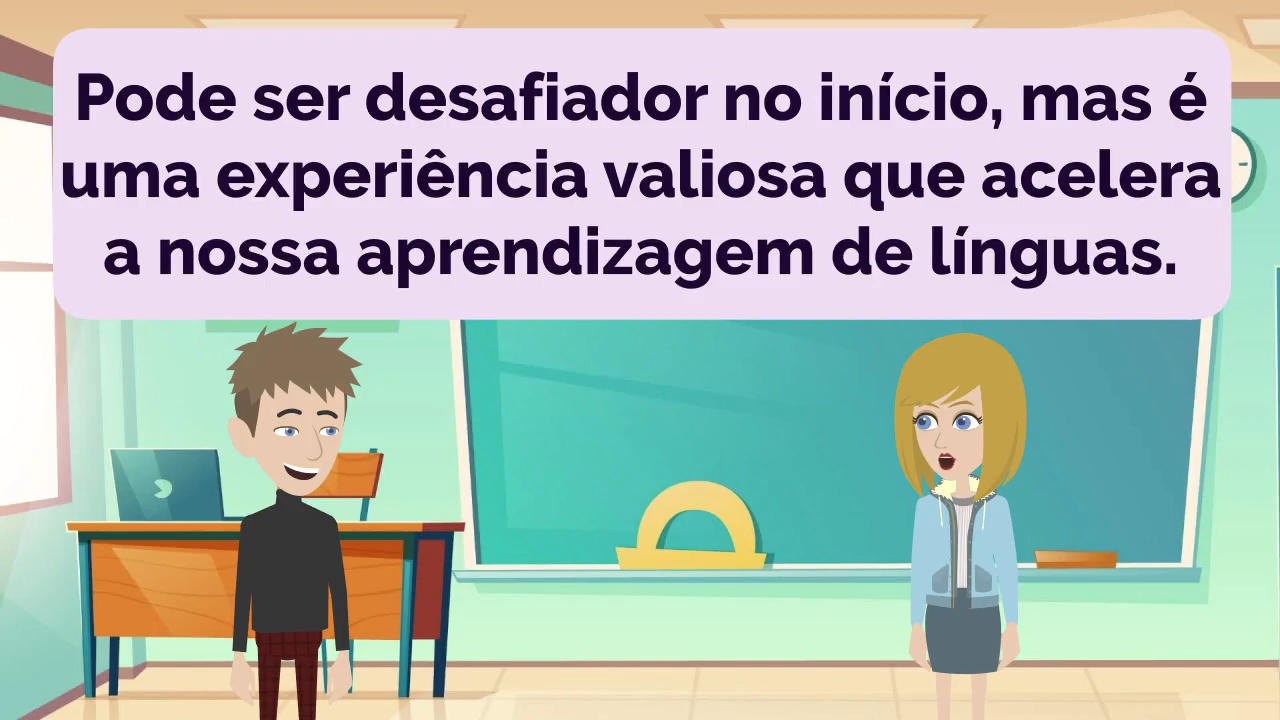 Pode ser desafiador no início, mas é
uma experiência valiosa que acelera
a nossa aprendizagem de línguas.